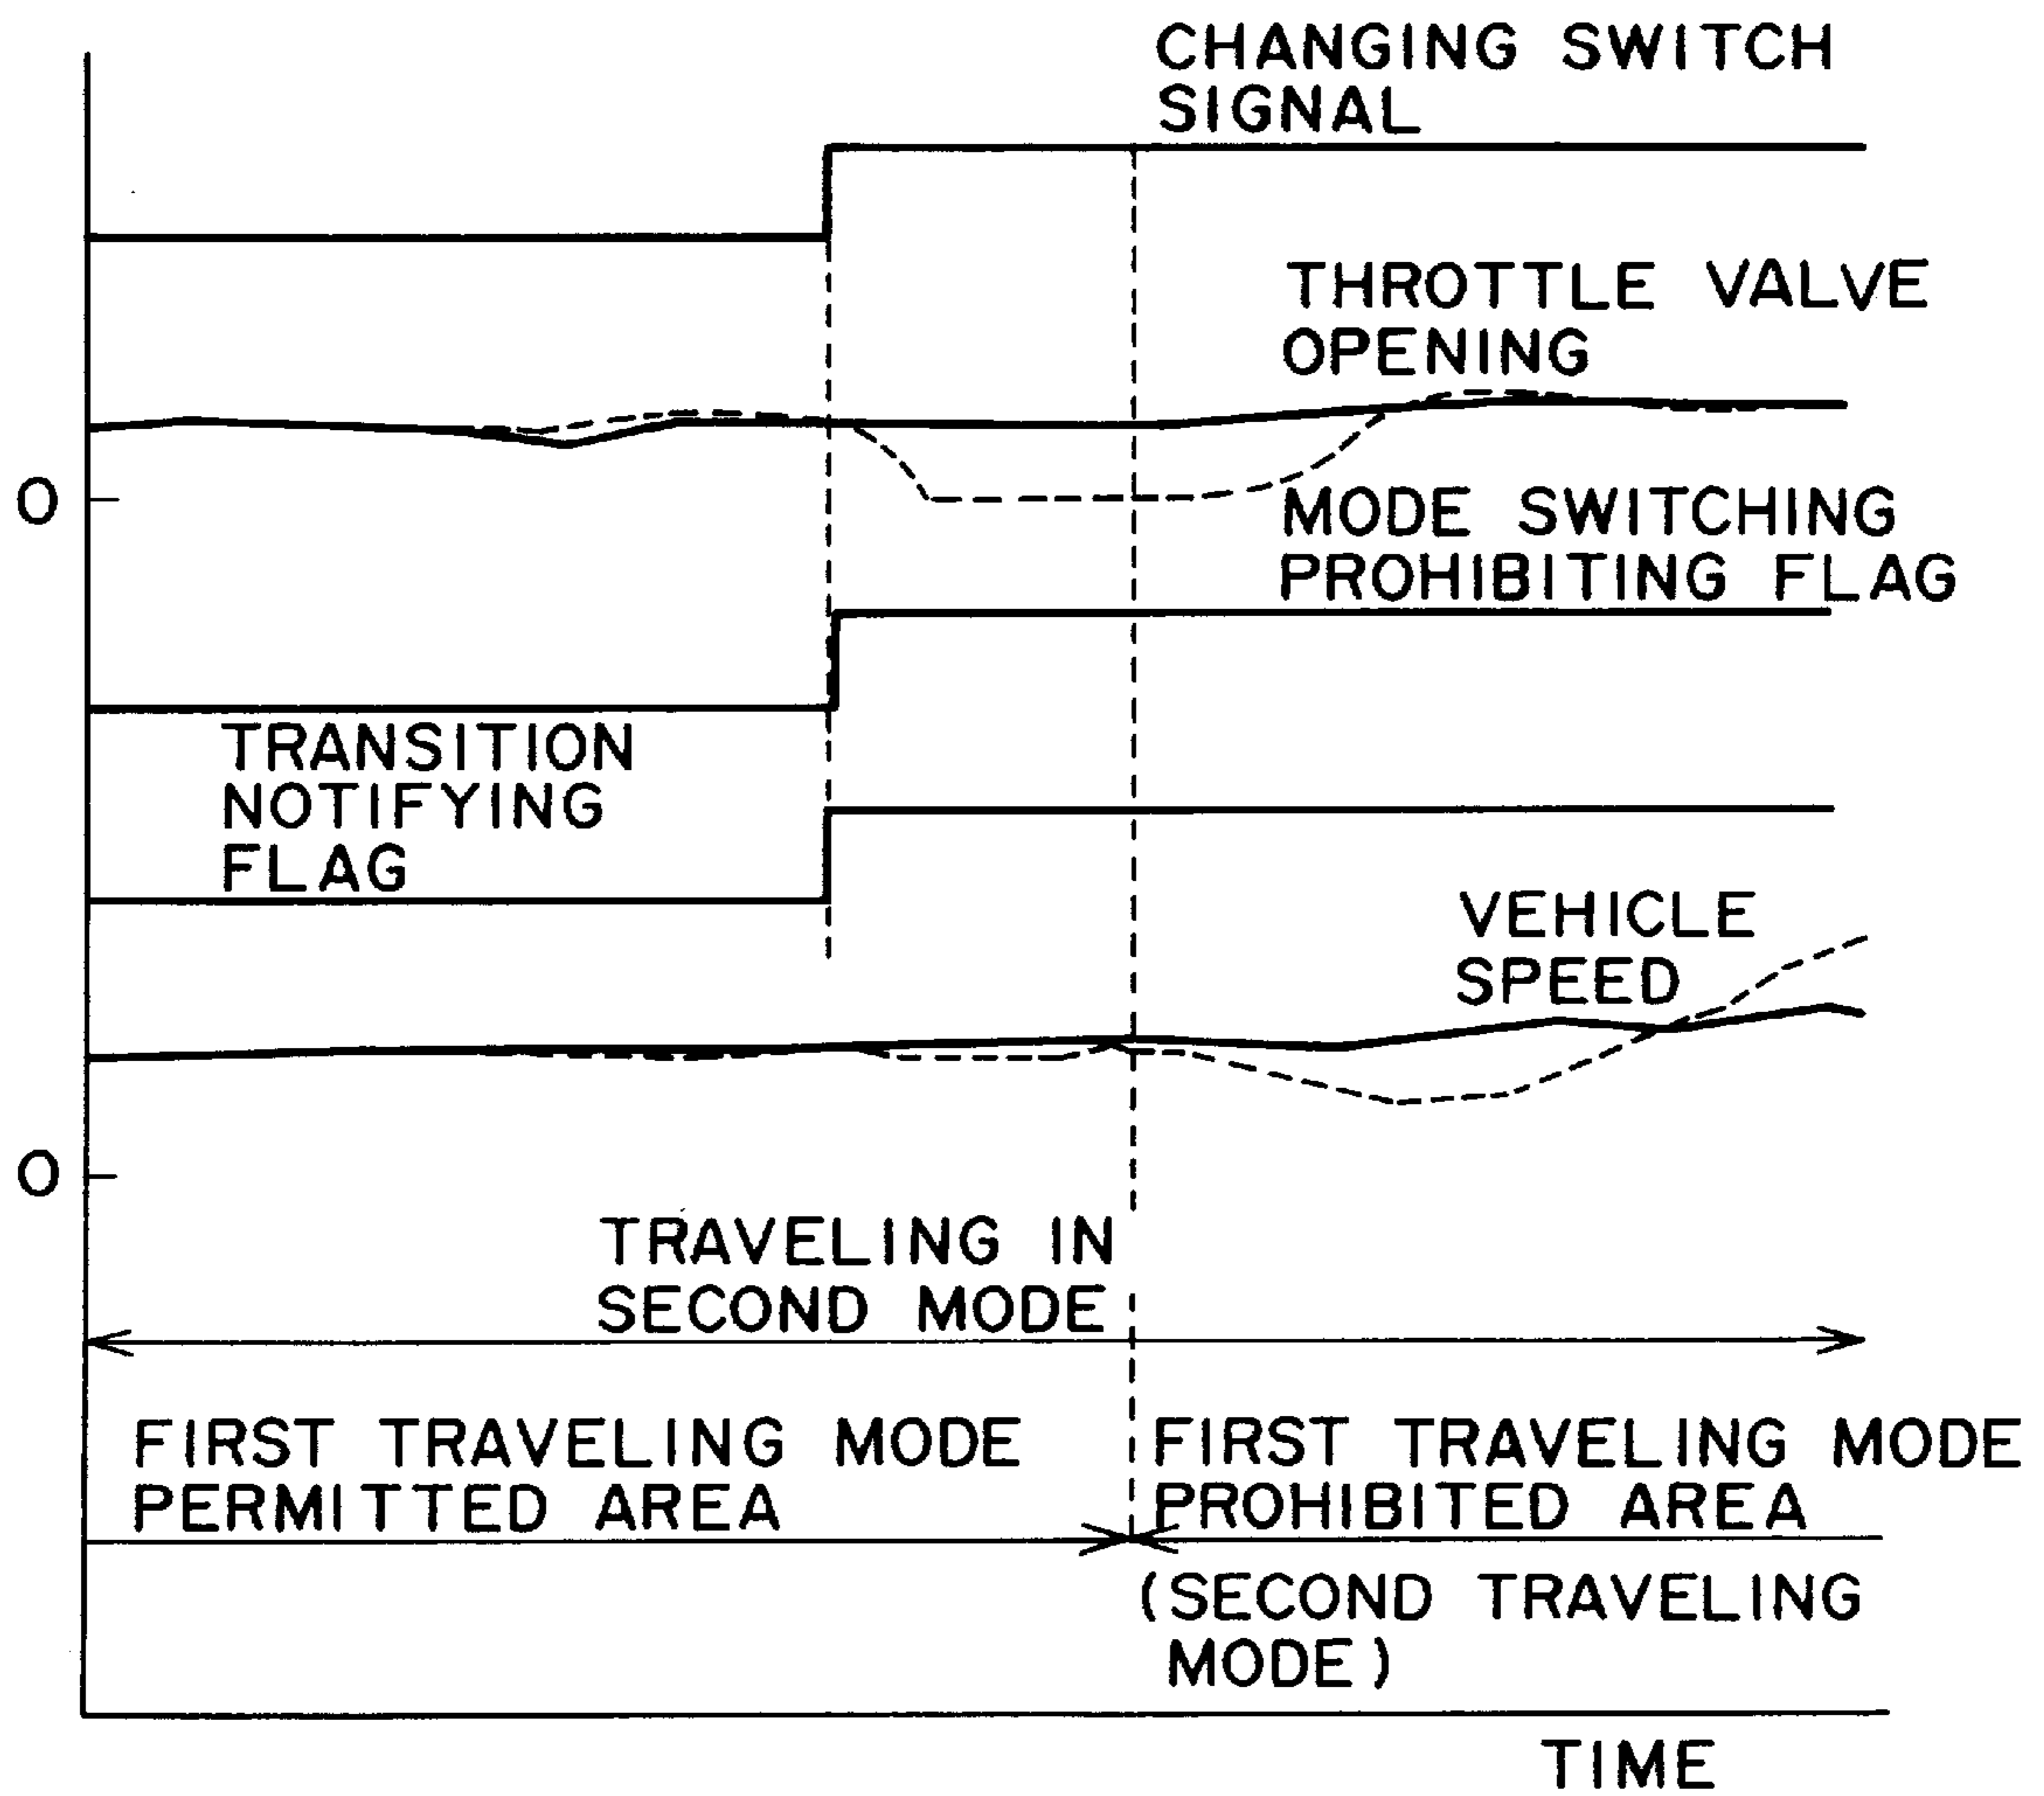 CHANGING SWITCH
SIGNAL
THROTTLE VALVE
OPENING
0
MODE SWITCHING
PROHIBITING FLAG
TRANSITION
NOTIFYING
FLAG
VEHICLE
SPEED
0
TRAVELING IN
SECOND MODE
FIRST TRAVELING MODE
PERMITTED AREA
FIRST TRAVELING MODE
PROHIBITED AREA
(SECOND TRAVELING
MODE)
TIME